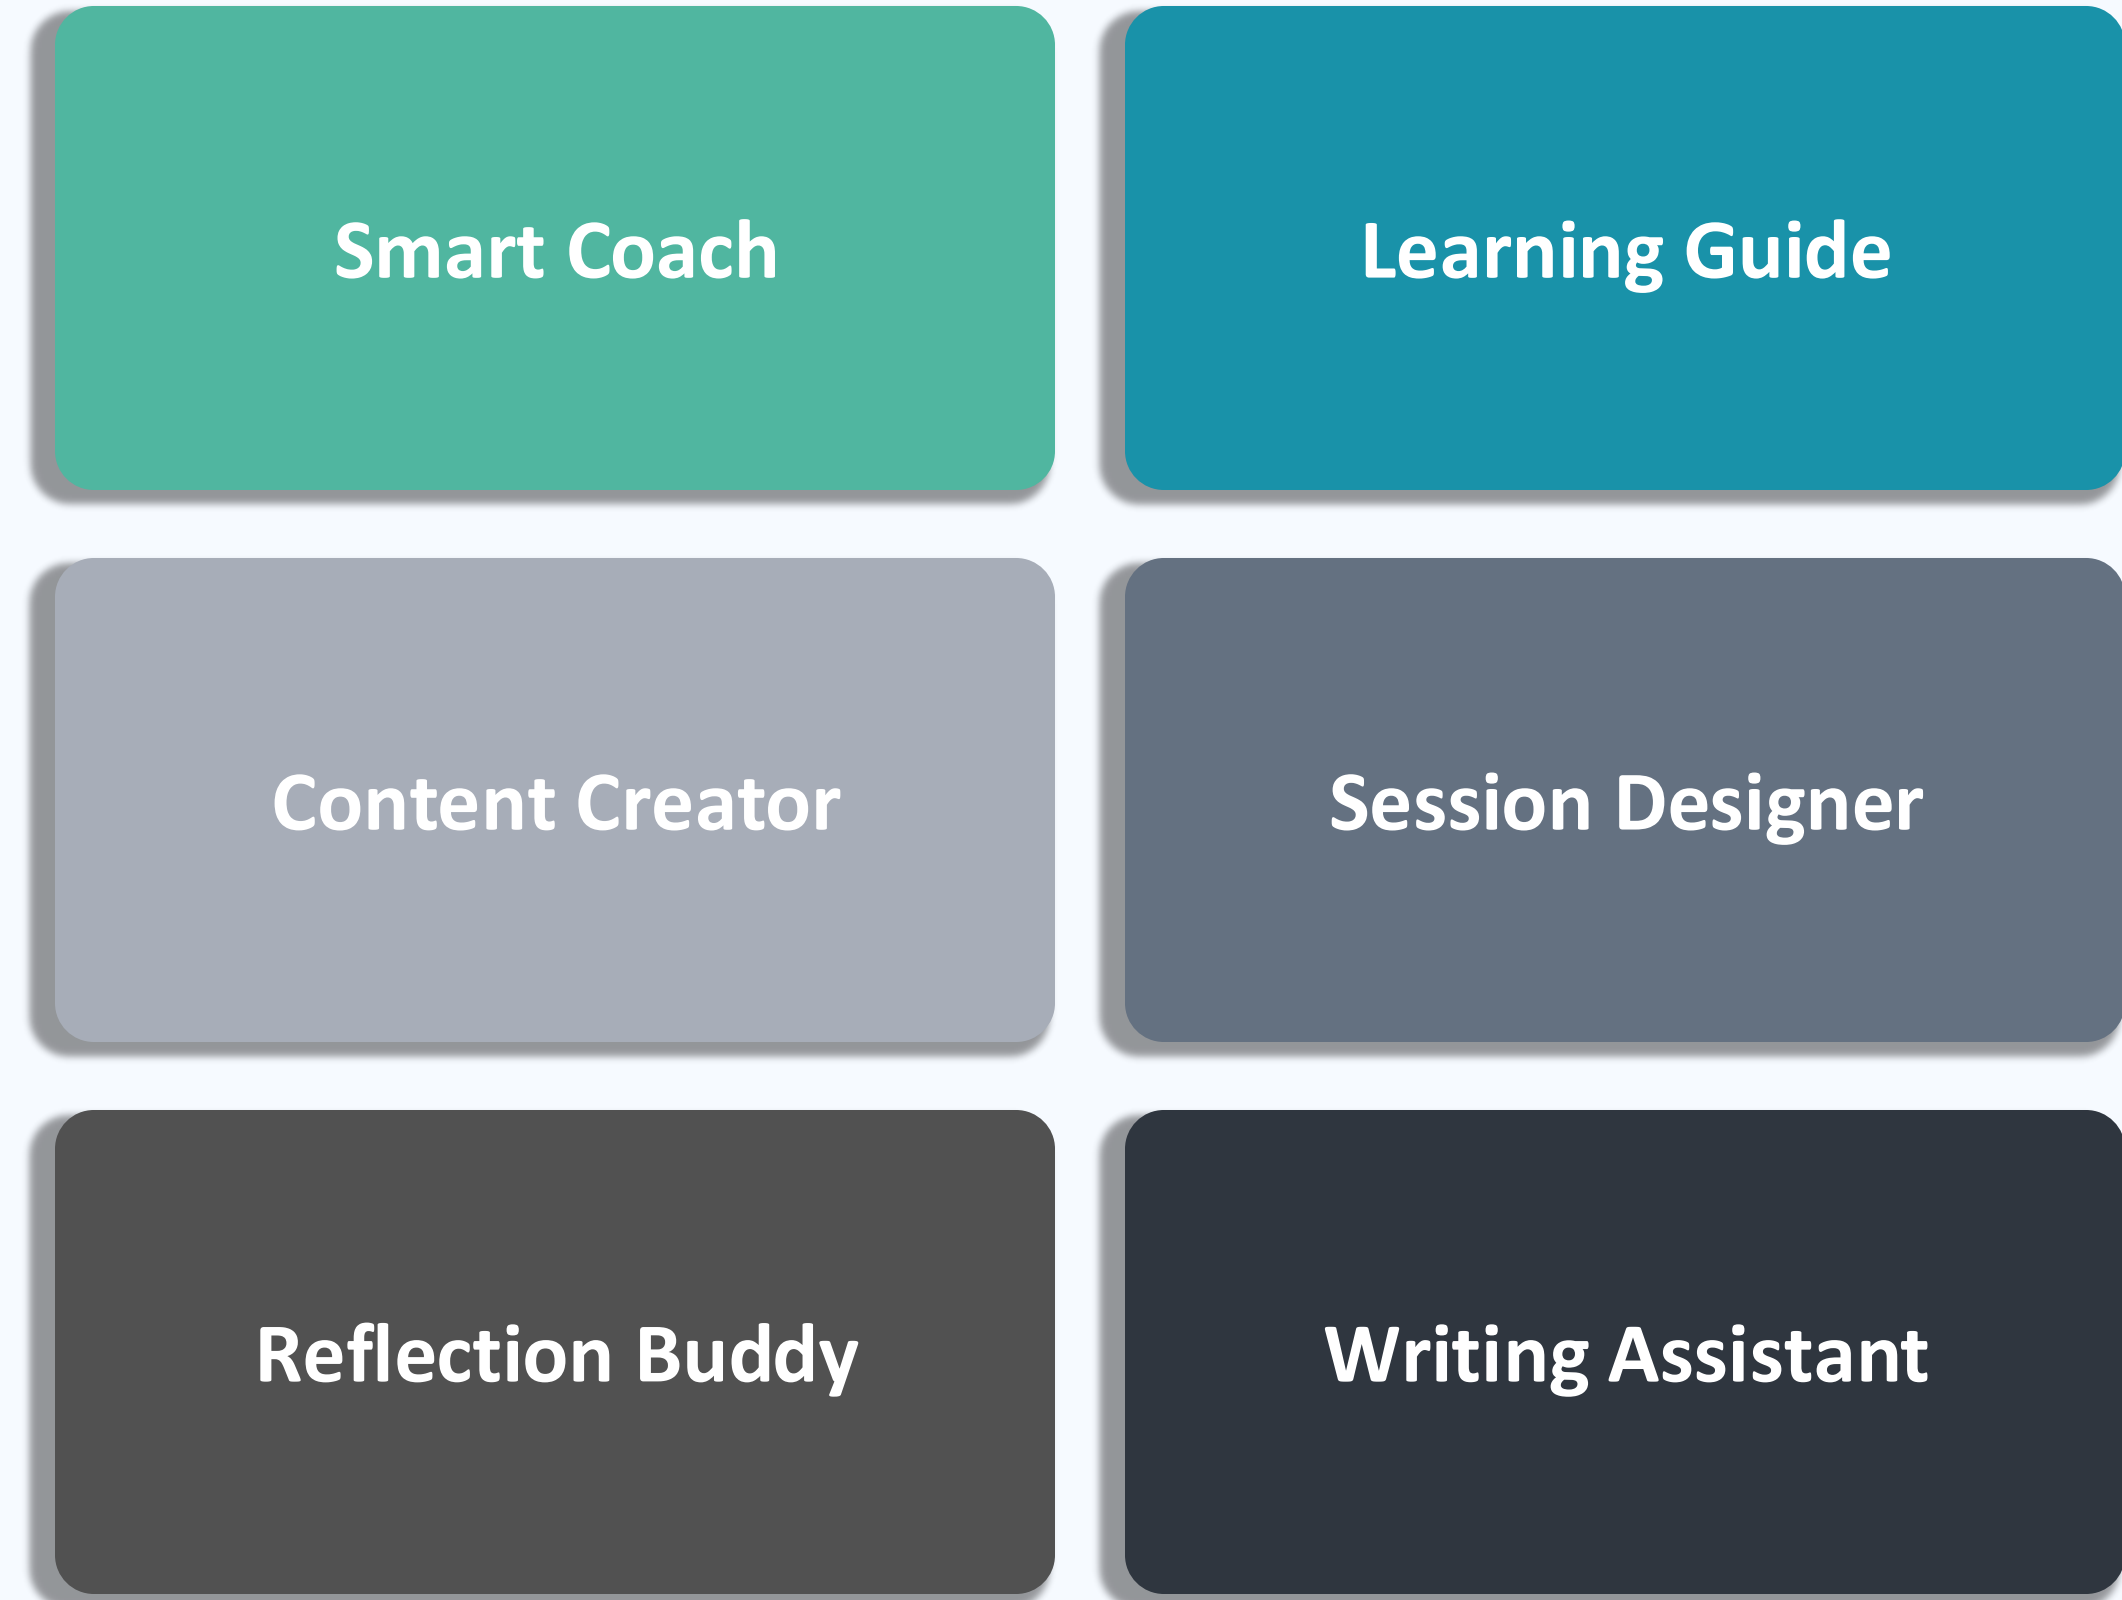 Smart Coach
Learning Guide
Content Creator
Session Designer
Reflection Buddy
Writing Assistant